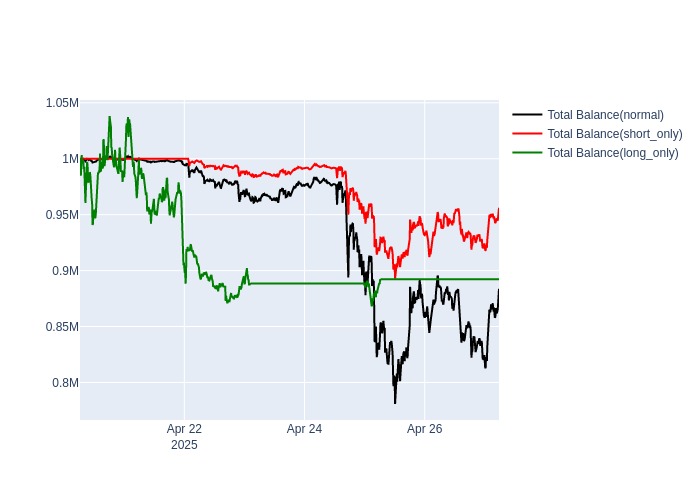 1.05M
1M
0.95M
0.9M
0.85M
0.8M
Apr 22
2025
Apr 24
Apr 26
Total Balance(normal)
Total Balance(short_only)
Total Balance(long_only)